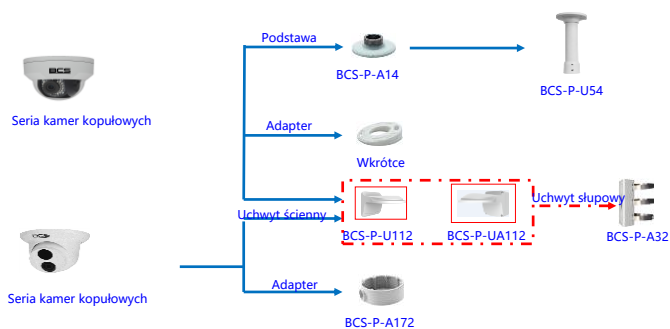 Podstawa
BCS
BCS-P-A14
BCS-P-U54
Seria kamer kopułowych
Adapter
Wkrótce
Uchwyt ścienny
Uchwyt słupowy
BCS-P-U112
BCS-P-UA112
BCS-P-A32
Adapter
Seria kamer kopułowych
BCS-P-A172